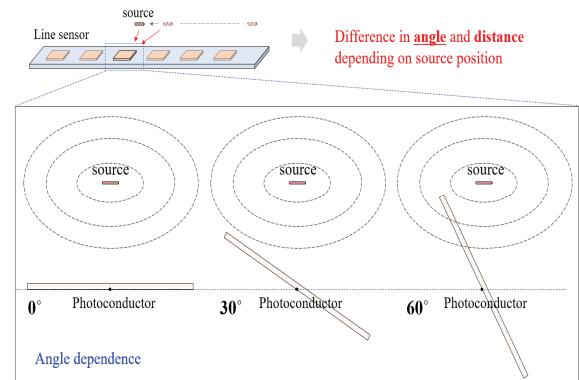 source
Line sensor
Difference in angle and distance
depending on source position
source
source
source
0° Photoconductor
30° Photoconductor
60° Photoconductor
Angle dependence